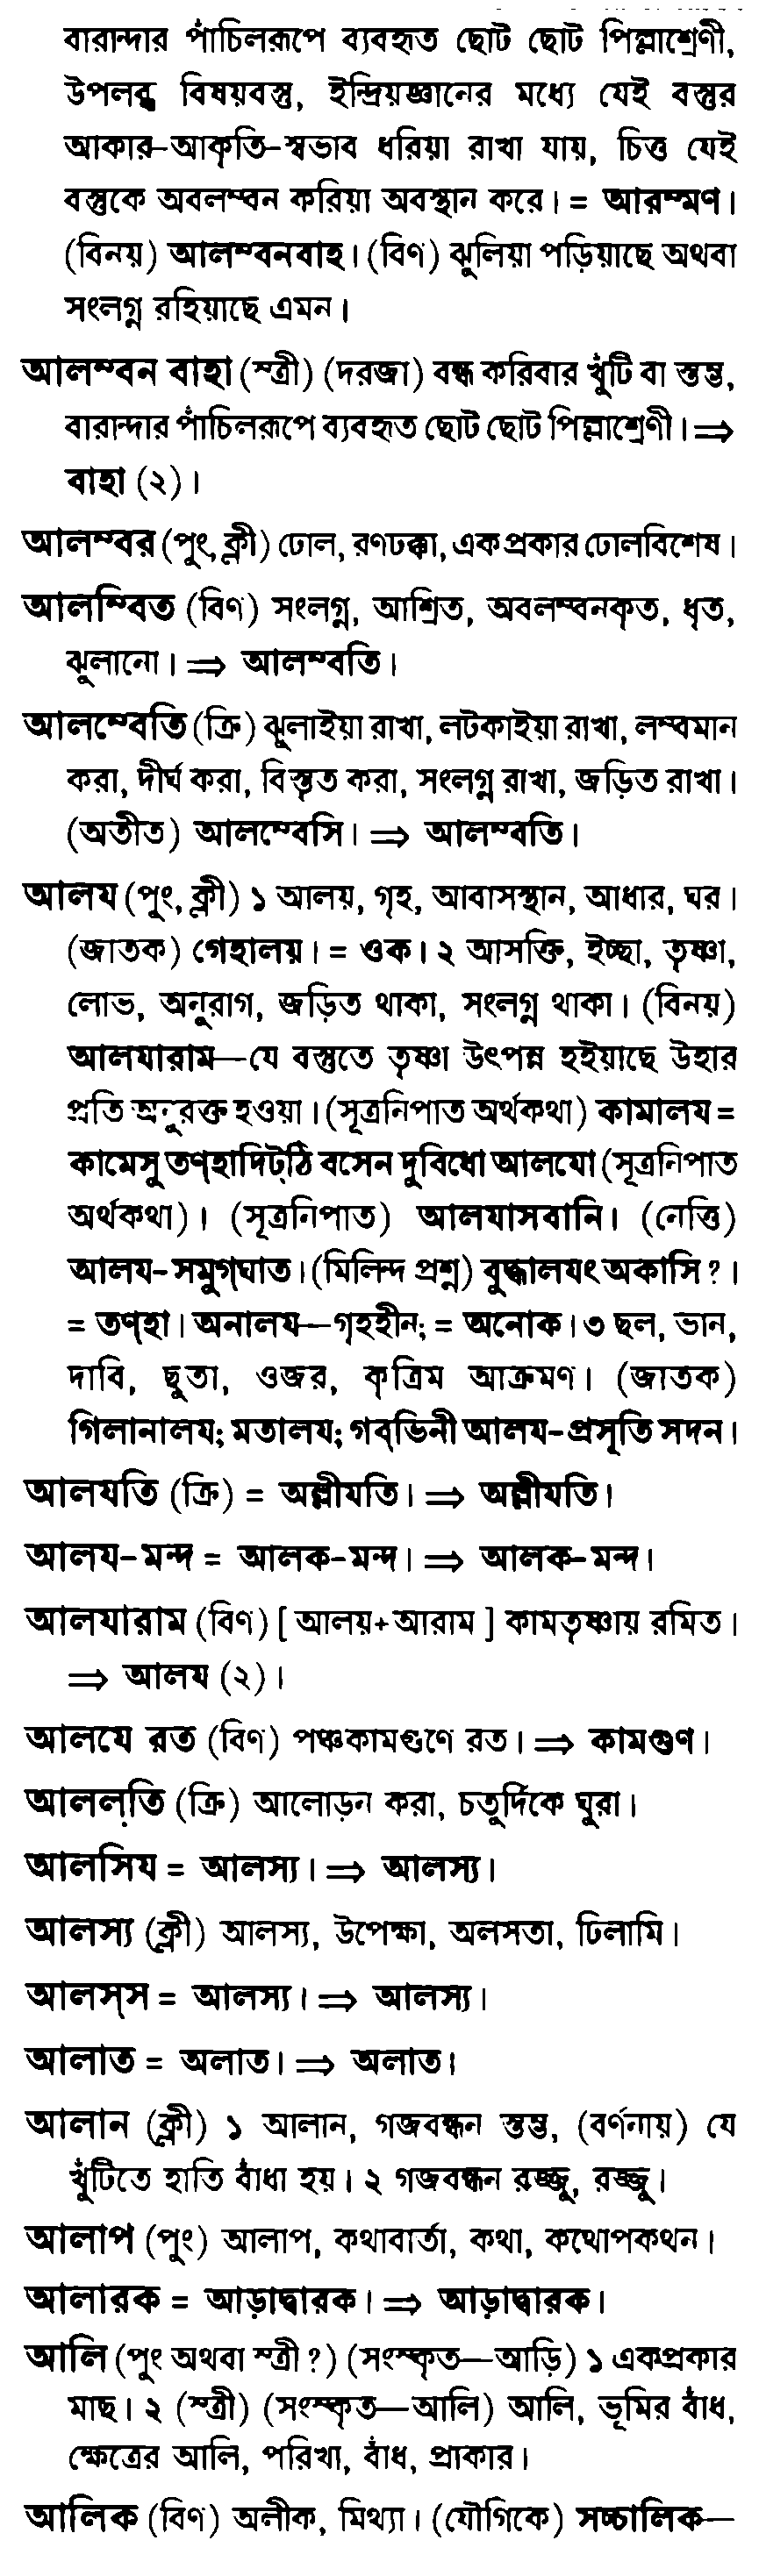 বারান্দার পাঁচিলরূপে ব্যবহৃত ছোট ছোট পিল্লাশ্রেণী,
উপলব্ধ বিষয়বস্তু, ইন্দ্রিয়জ্ঞানের মধ্যে যেই বস্তুর
আকার-আকৃতি-স্বভাব ধরিয়া রাখা যায়, চিত্ত যেই
বস্তুকে অবলম্বন করিয়া অবস্থান করে। = আরম্মণ।
(বিনয়) আলম্বনবাহ। (বিণ) ঝুলিয়া পড়িয়াছে অথবা
সংলগ্ন রহিয়াছে এমন।
আলম্বন বাহা (স্ত্রী) (দরজা) বন্ধ করিবার খুঁটি বা স্তম্ভ,
বারান্দার পাঁচিলরূপে ব্যবহৃত ছোট ছোট পিল্লাশ্রেণী। ⇒
বাহা (২)।
আলম্বর (পুং, ক্লী) ঢোল, রণঢক্কা, এক প্রকার ঢোলবিশেষ।
আলম্বিত (বিণ) সংলগ্ন, আশ্রিত, অবলম্বনকৃত, ধৃত,
ঝুলানো। ⇒ আলম্বতি।
আলম্বেতি (ক্রি) ঝুলাইয়া রাখা, লটকাইয়া রাখা, লম্বমান
করা, দীর্ঘ করা, বিস্তৃত করা, সংলগ্ন রাখা, জড়িত রাখা।
(অতীত) আলম্বেসি। ⇒ আলম্বতি।
আলয (পুং, ক্লী) ১ আলয়, গৃহ, আবাসস্থান, আধার, ঘর।
(জাতক) গেহালয়। = ওক। ২ আসক্তি, ইচ্ছা, তৃষ্ণা,
লোভ, অনুরাগ, জড়িত থাকা, সংলগ্ন থাকা। (বিনয়)
আলযারাম—যে বস্তুতে তৃষ্ণা উৎপন্ন হইয়াছে উহার
প্রতি অনুরক্ত হওয়া। (সূত্রনিপাত অর্থকথা) কামালয =
কামেসু তণ্হাদিট্ঠি বসেন দুবিধো আলযো (সূত্রনিপাত
অর্থকথা)। (সূত্রনিপাত) আলযাসবানি। (নেত্তি)
আলয-সমুগ্ঘাত। (মিলিন্দ প্রশ্ন) বুদ্ধালযং অকাসি?।
= তণ্হা। অনালয—গৃহহীন; = অনোক। ৩ ছল, ভান,
দাবি, ছুতা, ওজর, কৃত্রিম আক্রমণ। (জাতক)
গিলানালয; মতালয; গব্ভিনী আলয-প্রসূতি সদন।
আলযতি (ক্রি) = অল্লীযতি। ⇒ অল্লীযতি।
আলয-মন্দ = আলক-মন্দ। ⇒ আলক-মন্দ।
আলযারাম (বিণ) [ আলয়+আরাম ] কামতৃষ্ণায় রমিত।
⇒ আলয (২)।
আলযে রত (বিণ) পঞ্চকামগুণে রত। ⇒ কামগুণ।
আলল্তি (ক্রি) আলোড়ন করা, চতুর্দিকে ঘুরা।
আলসিয = আলস্য। ⇒ আলস্য।
আলস্য (ক্লী) আলস্য, উপেক্ষা, অলসতা, ঢিলামি।
আলস্স = আলস্য। ⇒ আলস্য।
আলাত = অলাত। ⇒ অলাত।
আলান (ক্লী) ১ আলান, গজবন্ধন স্তম্ভ, (বর্ণনায়) যে
খুঁটিতে হাতি বাঁধা হয়। ২ গজবন্ধন রজ্জু, রজ্জু।
আলাপ (পুং) আলাপ, কথাবার্তা, কথা, কথোপকথন।
আলারক = আড়াদ্বারক। ⇒ আড়াদ্বারক।
আলি (পুং অথবা স্ত্রী?) (সংস্কৃত—আড়ি) ১ একপ্রকার
মাছ। ২ (স্ত্রী) (সংস্কৃত—আলি) আলি, ভূমির বাঁধ,
ক্ষেত্রের আলি, পরিখা, বাঁধ, প্রাকার।
আলিক (বিণ) অলীক, মিথ্যা। (যৌগিকে) সচ্চালিক—